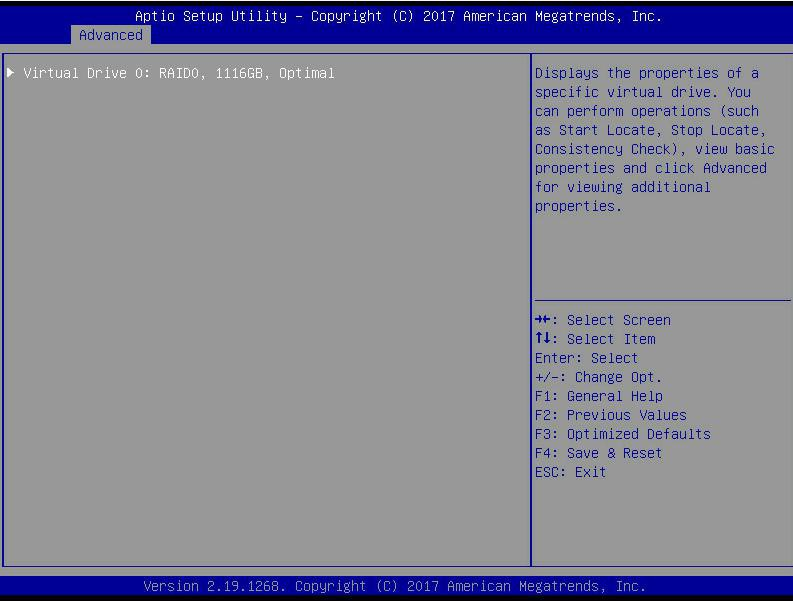 Aptio Setup Utility – Copyright (C) 2017 American Megatrends, Inc.
Advanced
▶ Virtual Drive 0: RAID0, 1116GB, Optimal
Displays the properties of a
specific virtual drive. You
can perform operations (such
as Start Locate, Stop Locate,
Consistency Check), view basic
properties and click Advanced
for viewing additional
properties.
→←: Select Screen
↑↓: Select Item
Enter: Select
+/-: Change Opt.
F1: General Help
F2: Previous Values
F3: Optimized Defaults
F4: Save & Reset
ESC: Exit
Version 2.19.1268. Copyright (C) 2017 American Megatrends, Inc.